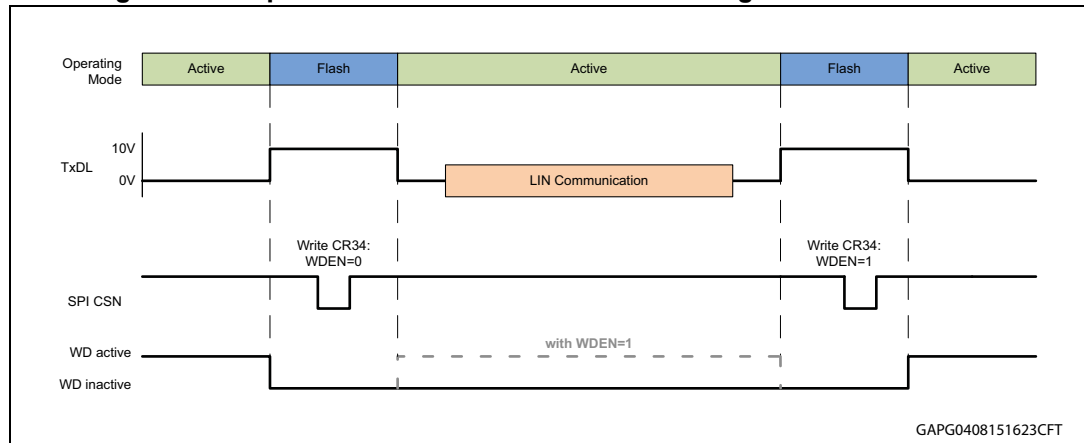 Operating
Mode
Active
Flash
Active
Flash
Active
10V
TxDL
0V
LIN Communication
Write CR34:
WDEN=0
Write CR34:
WDEN=1
SPI CSN
with WDEN=1
WD active
WD inactive
GAPG0408151623CFT